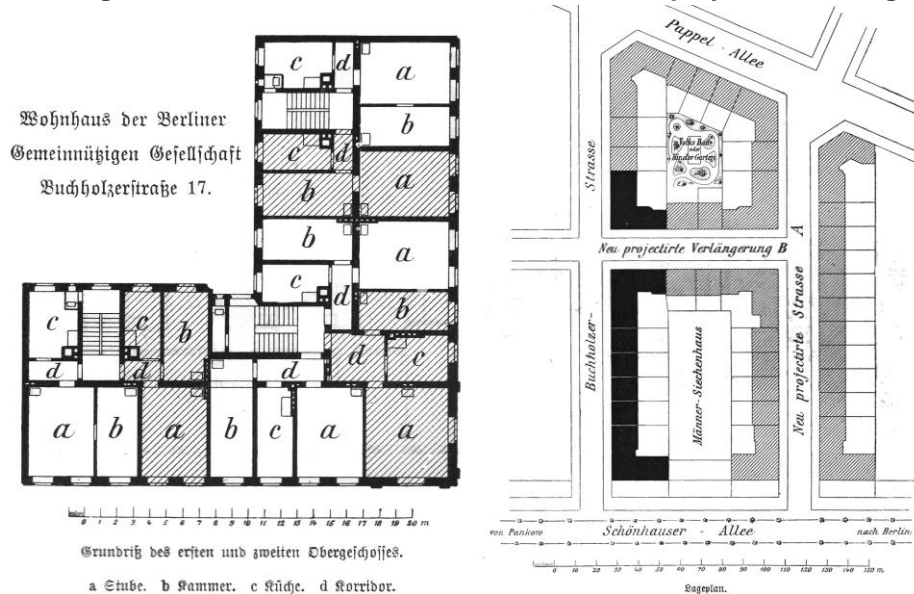 Wohnhaus der Berliner
Gemeinnützigen Gesellschaft
Buchholzerstraße 17.
c
d
a
b
c
d
b
a
b
a
c
d
b
c
c
b
d
c
d
d
d
a
b
a
b
c
a
a
0 1 2 3 4 5 6 7 8 9 10 11 12 13 14 15 16 17 18 19 20 m
Grundriß des ersten und zweiten Obergeschosses.
a Stube. b Kammer. c Küche. d Korridor.
Pappel - Allee
Volks Bad
oder
Kinder Garten
Strasse
Neu projectirte Verlängerung B
A
Buchholzer-
Männer-Siechenhaus
Neu projectirte Strasse
von Pankow
Schönhauser - Allee
nach Berlin
0 10 20 30 40 50 60 70 80 90 100 110 120 130 140 150 m
Lageplan.